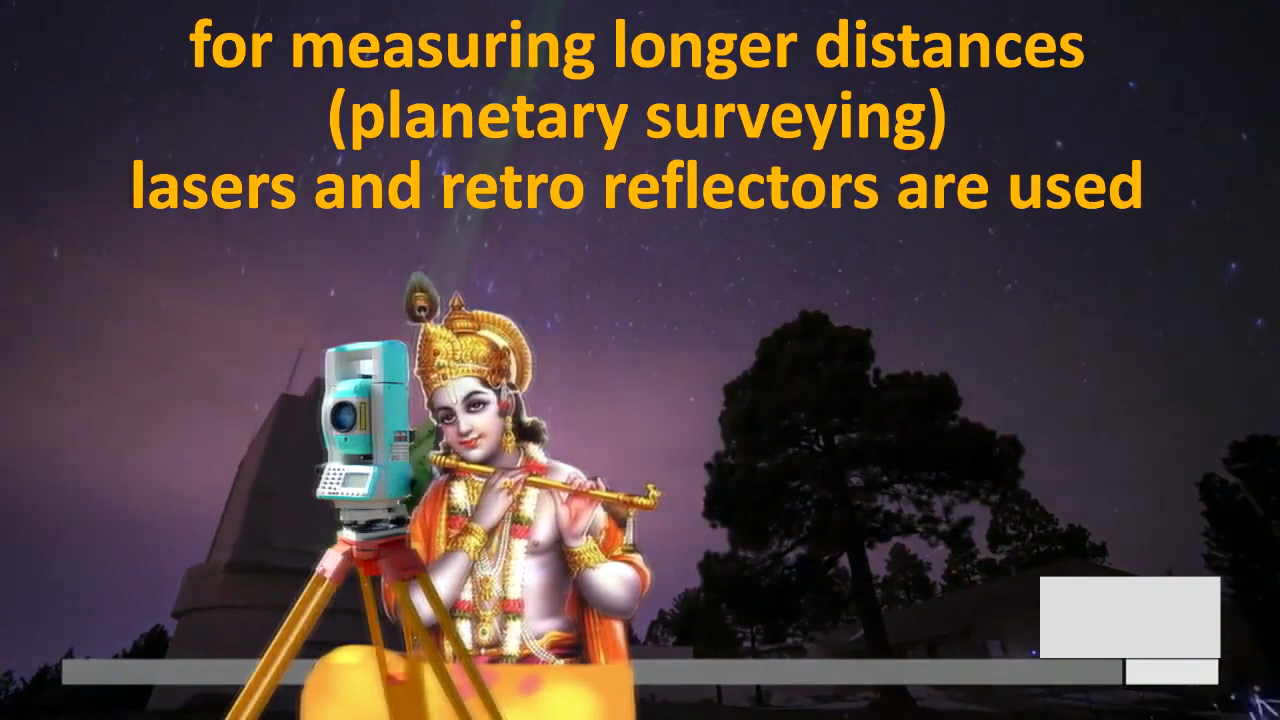 for measuring longer distances
(planetary surveying)
lasers and retro reflectors are used